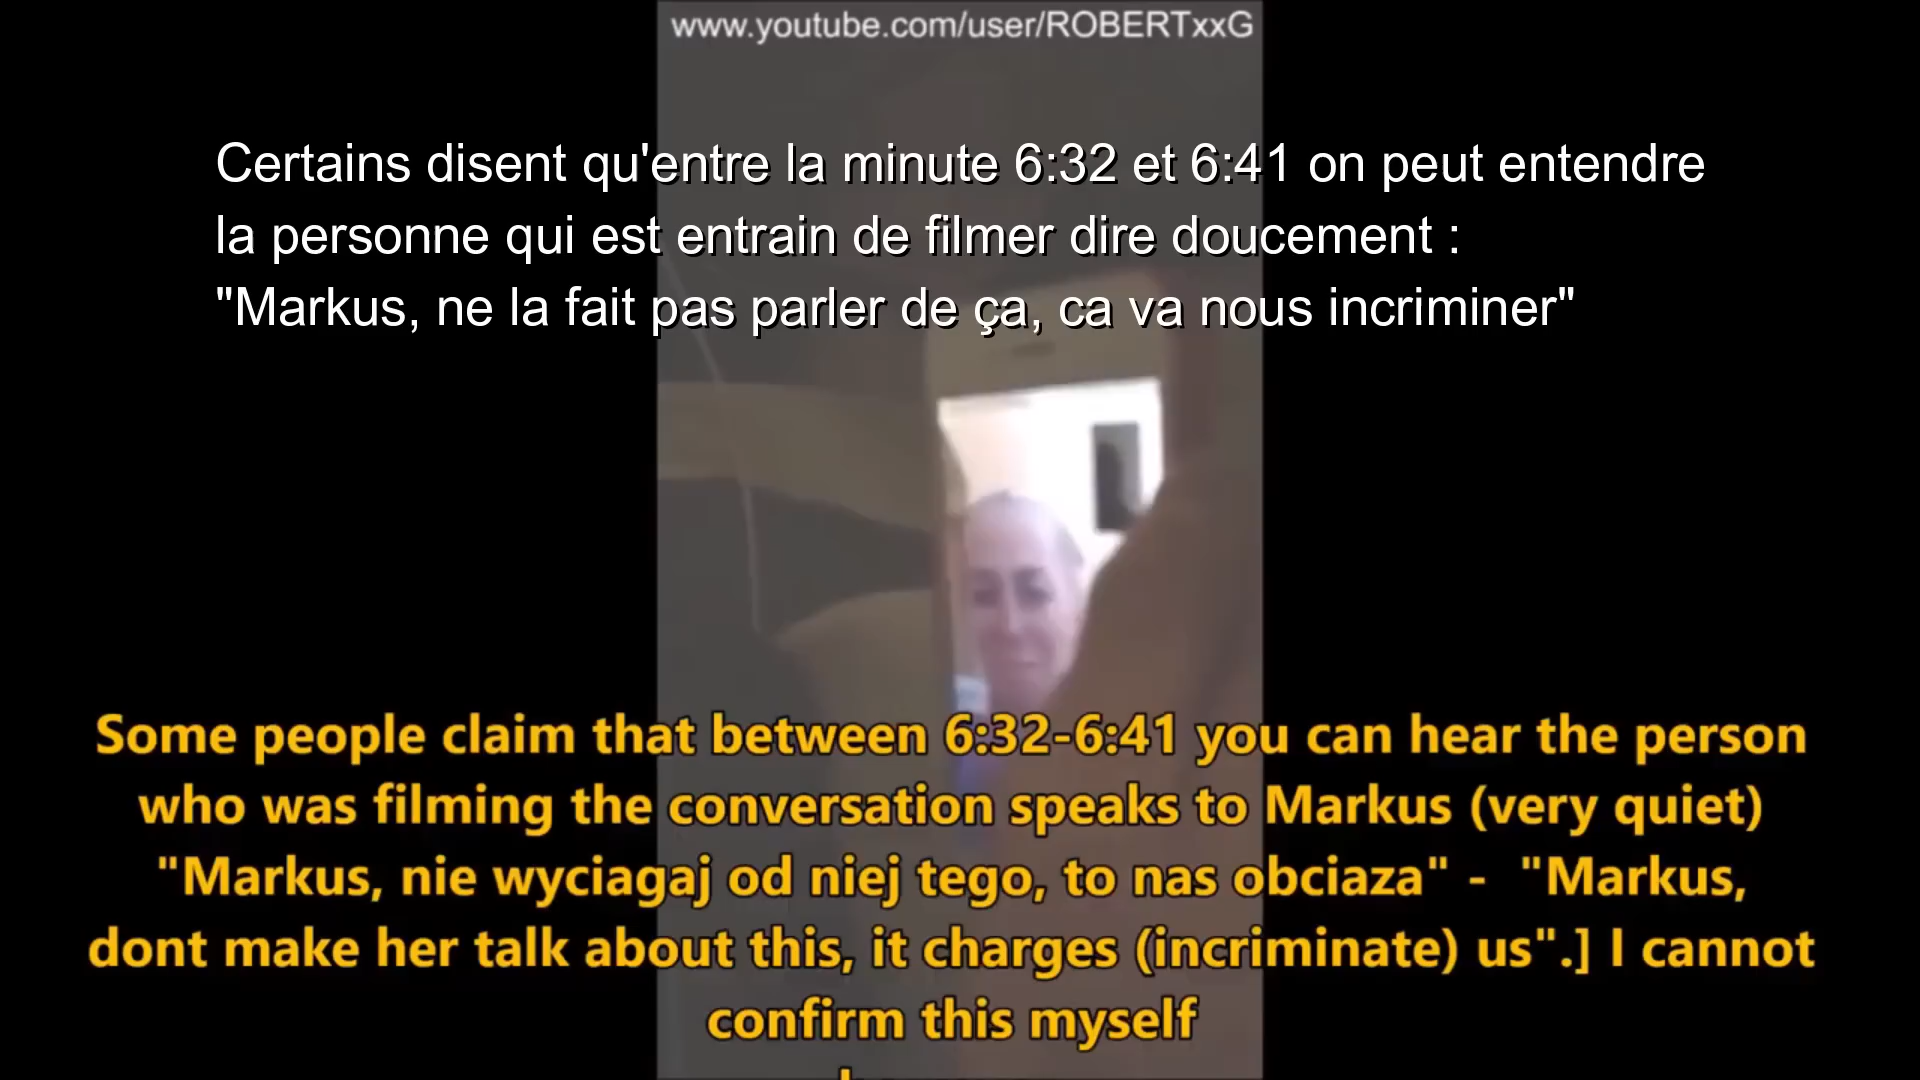 www.youtube.com/user/ROBERTxxG
Certains disent qu'entre la minute 6:32 et 6:41 on peut entendre
la personne qui est entrain de filmer dire doucement :
"Markus, ne la fait pas parler de ça, ca va nous incriminer"
Some people claim that between 6:32-6:41 you can hear the person
who was filming the conversation speaks to Markus (very quiet)
"Markus, nie wyciagaj od niej tego, to nas obciaza" - "Markus,
dont make her talk about this, it charges (incriminate) us".] I cannot
confirm this myself